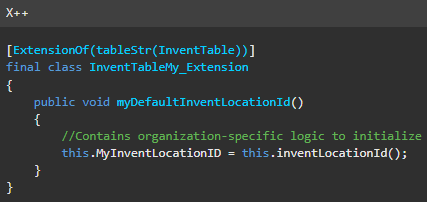 X++
[ExtensionOf(tableStr(InventTable))]
final class InventTableMy_Extension
{
    public void myDefaultInventLocationId()
    {
        //Contains organization-specific logic to initialize
        this.MyInventLocationID = this.inventLocationId();
    }
}